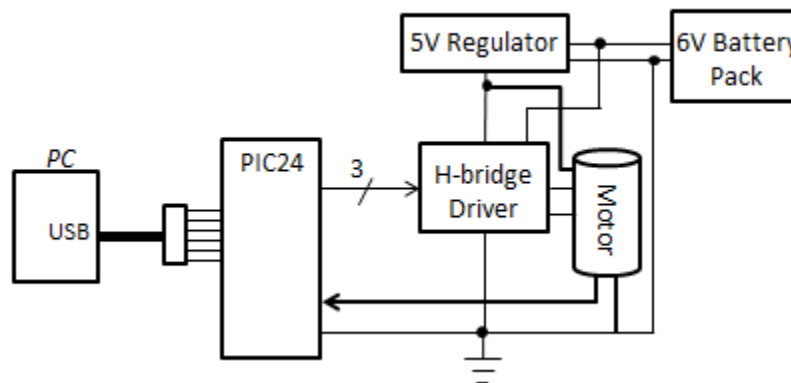 5V Regulator
6V Battery
Pack
PC
USB
PIC24
3
H-bridge
Driver
Motor